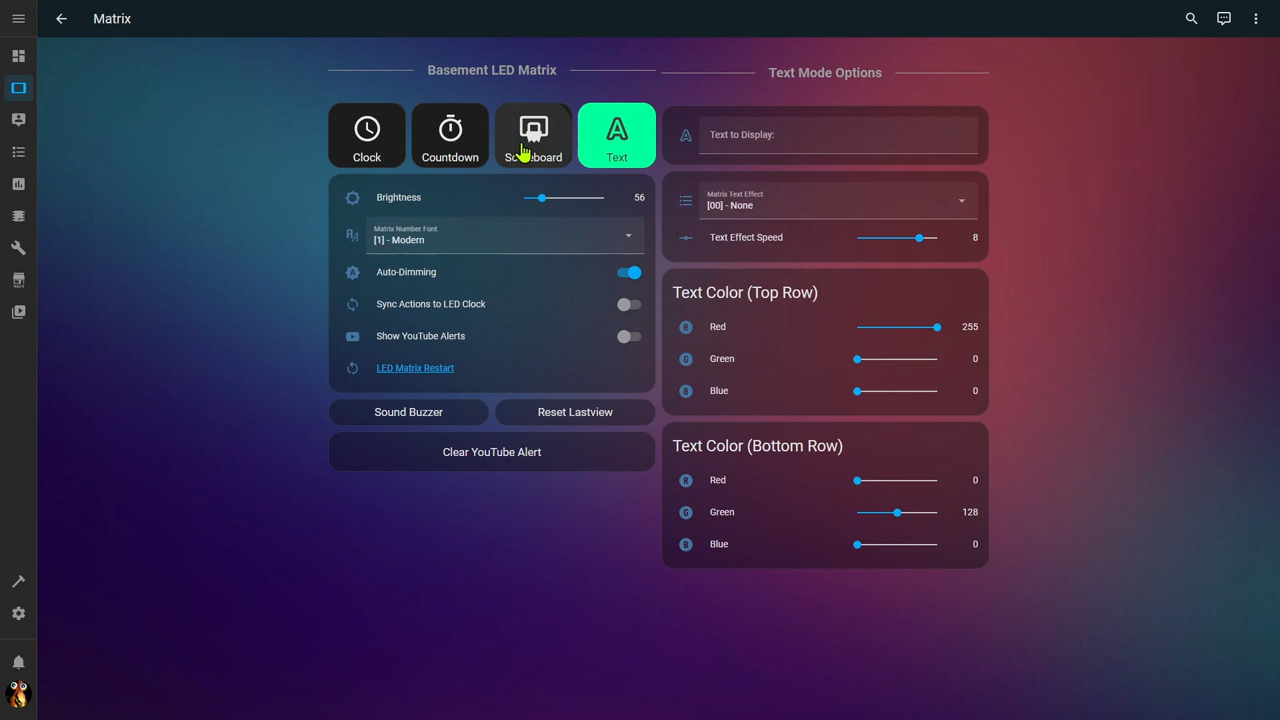 Matrix
Basement LED Matrix
Text Mode Options
Clock
Countdown
Text
Text to Display:
Brightness
56
Matrix Number Font
[1] - Modern
Auto-Dimming
Sync Actions to LED Clock
Show YouTube Alerts
LED Matrix Restart
Sound Buzzer
Reset Lastview
Clear YouTube Alert
Matrix Text Effect
[00] - None
Text Effect Speed
8
Text Color (Top Row)
R Red 255
G Green 0
B Blue 0
Text Color (Bottom Row)
R Red 0
G Green 128
B Blue 0